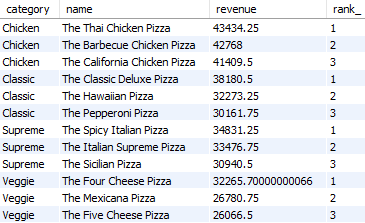 category name revenue rank_
Chicken The Thai Chicken Pizza 43434.25 1
Chicken The Barbecue Chicken Pizza 42768 2
Chicken The California Chicken Pizza 41409.5 3
Classic The Classic Deluxe Pizza 38180.5 1
Classic The Hawaiian Pizza 32273.25 2
Classic The Pepperoni Pizza 30161.75 3
Supreme The Spicy Italian Pizza 34831.25 1
Supreme The Italian Supreme Pizza 33476.75 2
Supreme The Sicilian Pizza 30940.5 3
Veggie The Four Cheese Pizza 32265.70000000066 1
Veggie The Mexicana Pizza 26780.75 2
Veggie The Five Cheese Pizza 26066.5 3